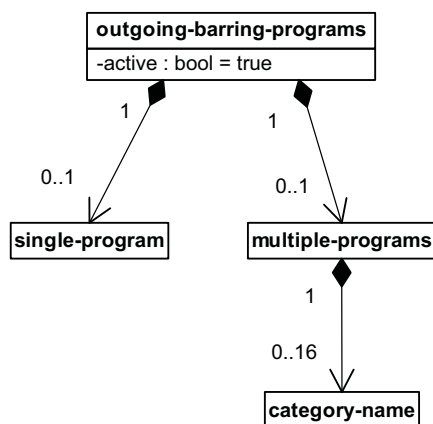 outgoing-barring-programs
-active : bool = true
1
1
0..1
0..1
single-program
multiple-programs
1
0..16
category-name